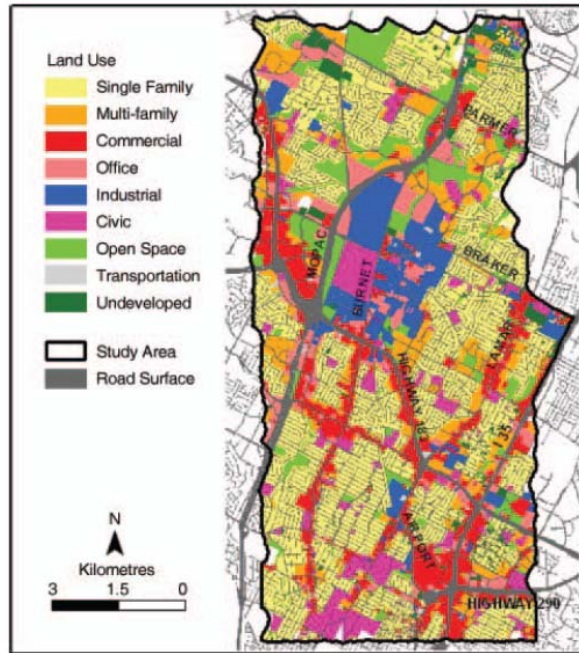 Land Use
Single Family
Multi-family
Commercial
Office
Industrial
Civic
Open Space
Transportation
Undeveloped
Study Area
Road Surface
N
Kilometres
3 1.5 0
PARMER
BRAKER
MOPAC
BURNET
LAMAR
HIGHWAY 183
I 35
AIRPORT
HIGHWAY 290